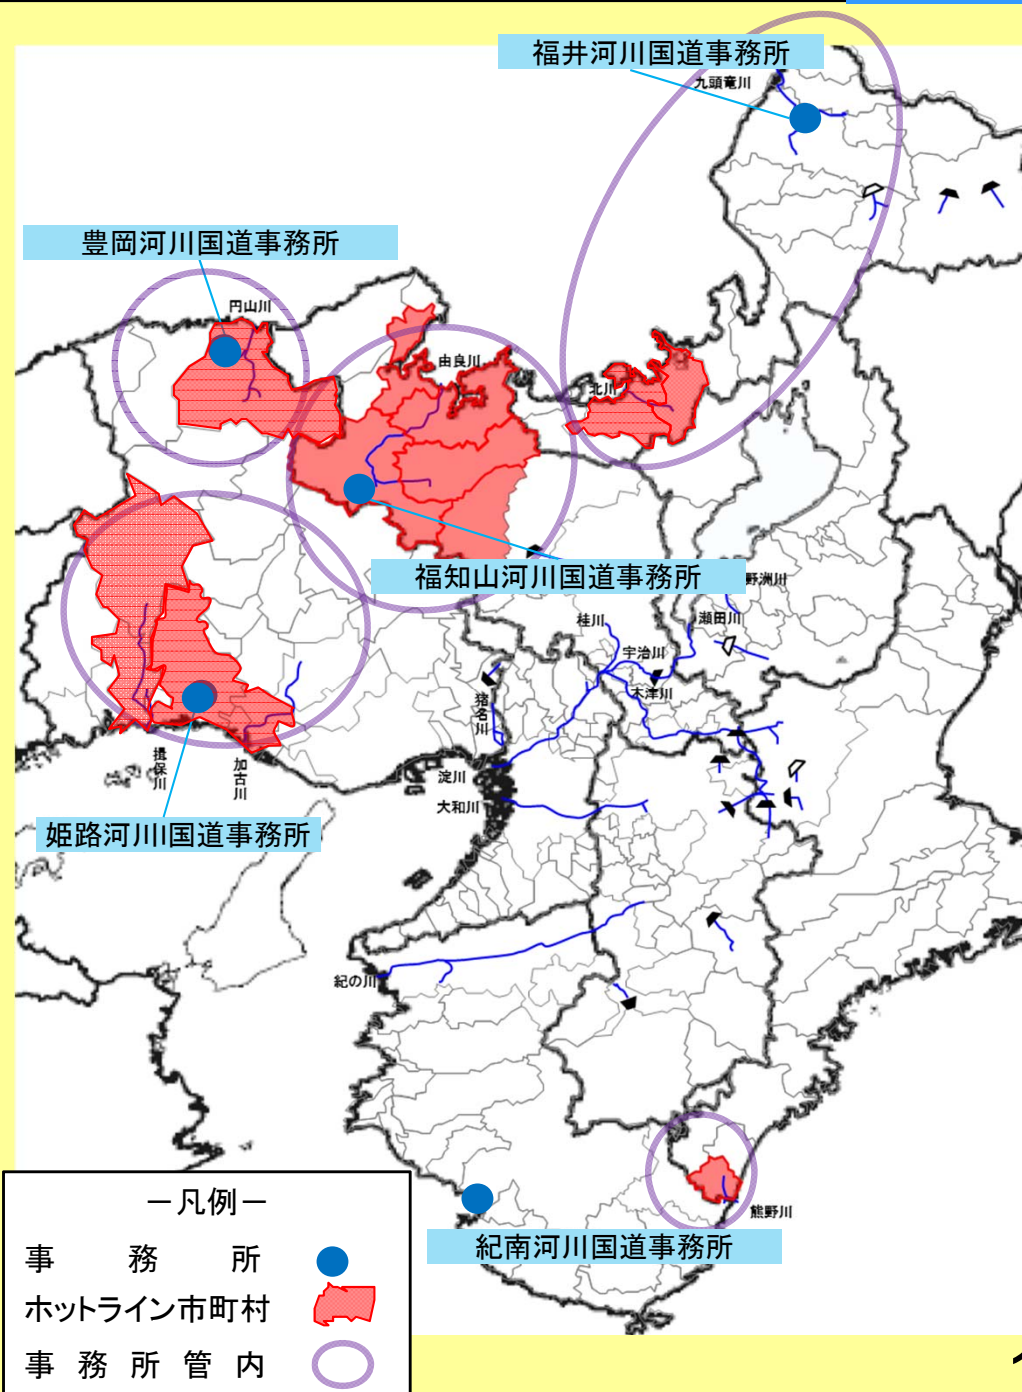 福井河川国道事務所
九頭竜川
豊岡河川国道事務所
円山川
由良川
北川
福知山河川国道事務所
野洲川
桂川
瀬田川
宇治川
木津川
猪名川
揖保川
加古川
淀川
大和川
姫路河川国道事務所
紀の川
熊野川
紀南河川国道事務所
－凡例－
事務所
ホットライン市町村
事務所管内